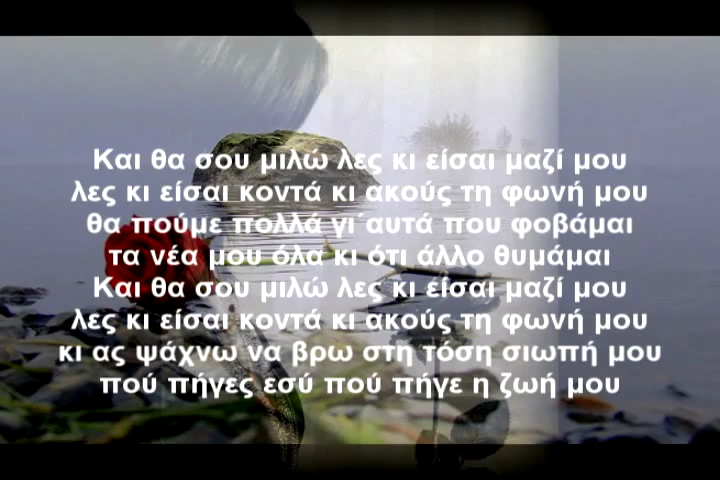 Και θα σου μιλώ λες κι είσαι μαζί μου
λες κι είσαι κοντά κι ακούς τη φωνή μου
θα πούμε πολλά γι΄αυτά που φοβάμαι
τα νέα μου όλα κι ότι άλλο θυμάμαι
Και θα σου μιλώ λες κι είσαι μαζί μου
λες κι είσαι κοντά κι ακούς τη φωνή μου
κι ας ψάχνω να βρω στη τόση σιωπή μου
πού πήγες εσύ πού πήγε η ζωή μου